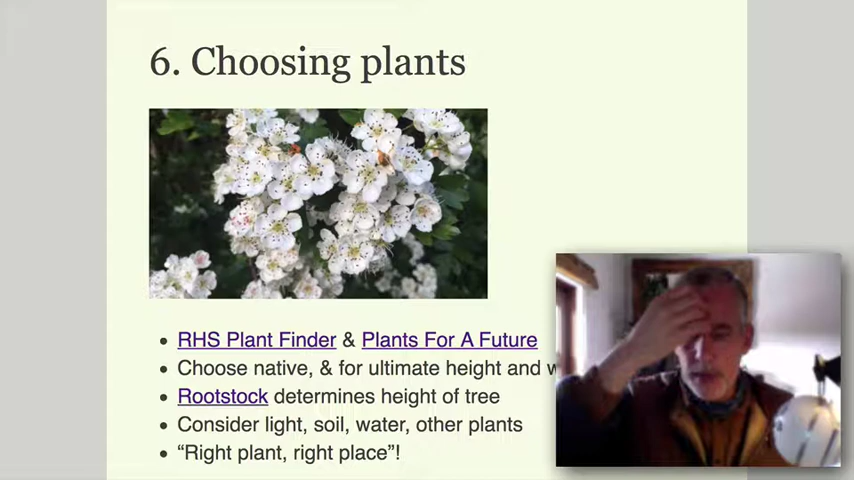 6. Choosing plants
RHS Plant Finder & Plants For A Future
Choose native, & for ultimate height and
Rootstock determines height of tree
Consider light, soil, water, other plants
“Right plant, right place”!